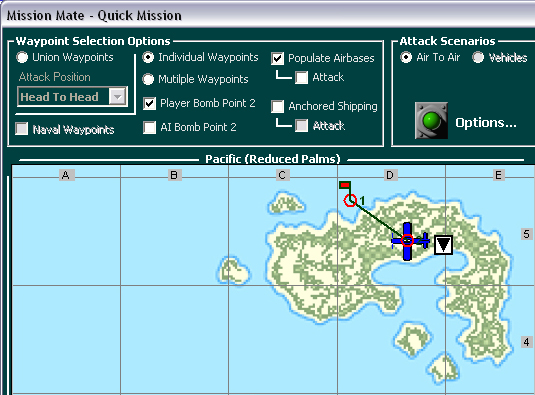 Mission Mate - Quick Mission
Waypoint Selection Options
Attack Scenarios
Union Waypoints
Individual Waypoints
Populate Airbases
Air To Air
Vehicles
Attack Position
Mutilple Waypoints
Attack
Head To Head
Player Bomb Point 2
Anchored Shipping
Options...
Naval Waypoints
AI Bomb Point 2
Attack
Pacific (Reduced Palms)
A
B
C
D
E
1
5
4